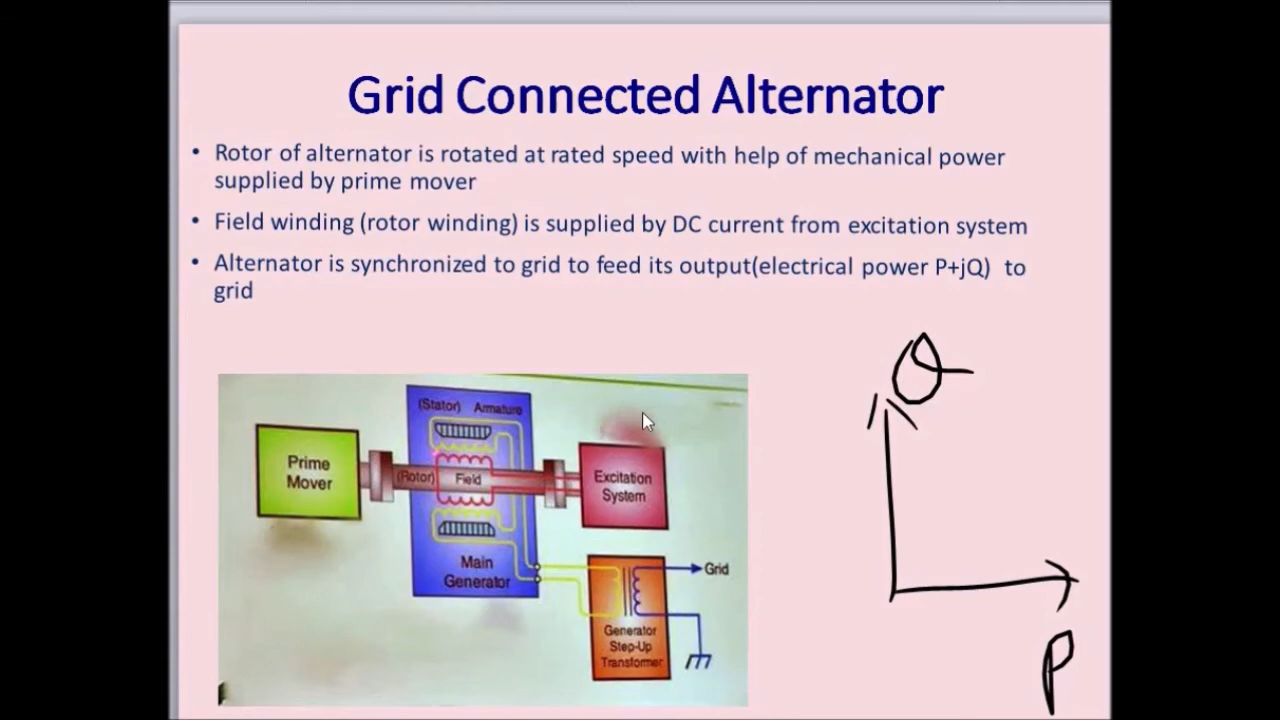 Grid Connected Alternator
• Rotor of alternator is rotated at rated speed with help of mechanical power
supplied by prime mover
• Field winding (rotor winding) is supplied by DC current from excitation system
• Alternator is synchronized to grid to feed its output(electrical power P+jQ) to
grid
(Stator) Armature
Prime
Mover
(Rotor) Field
Excitation
System
Main
Generator
Grid
Generator
Step-Up
Transformer
Q
P